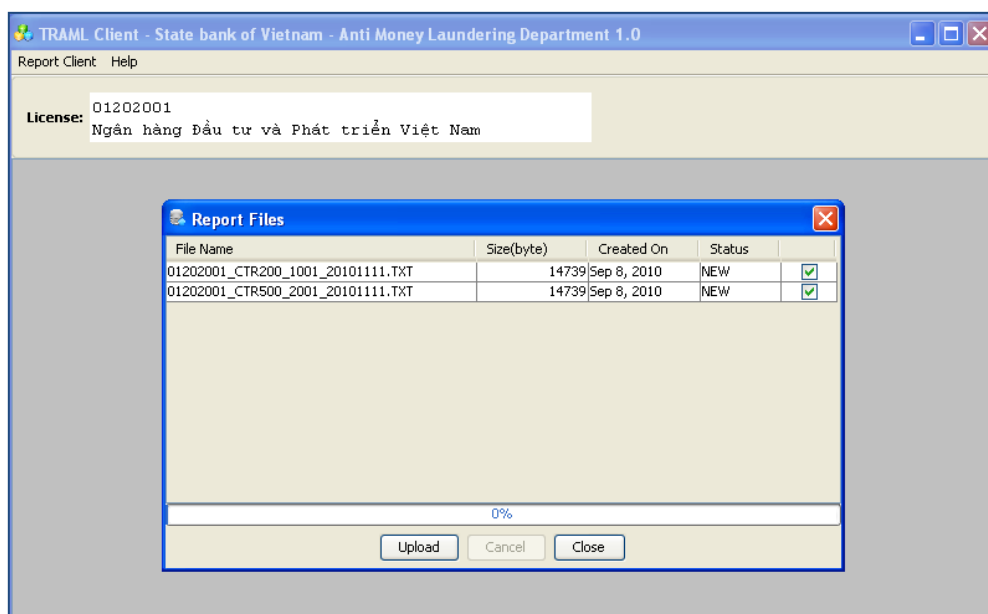 TRAML Client - State bank of Vietnam - Anti Money Laundering Department 1.0
Report Client Help
License: 01202001
Ngân hàng Đầu tư và Phát triển Việt Nam
Report Files
File Name Size(byte) Created On Status
01202001_CTR200_1001_20101111.TXT 14739 Sep 8, 2010 NEW
01202001_CTR500_2001_20101111.TXT 14739 Sep 8, 2010 NEW
0%
Upload Cancel Close